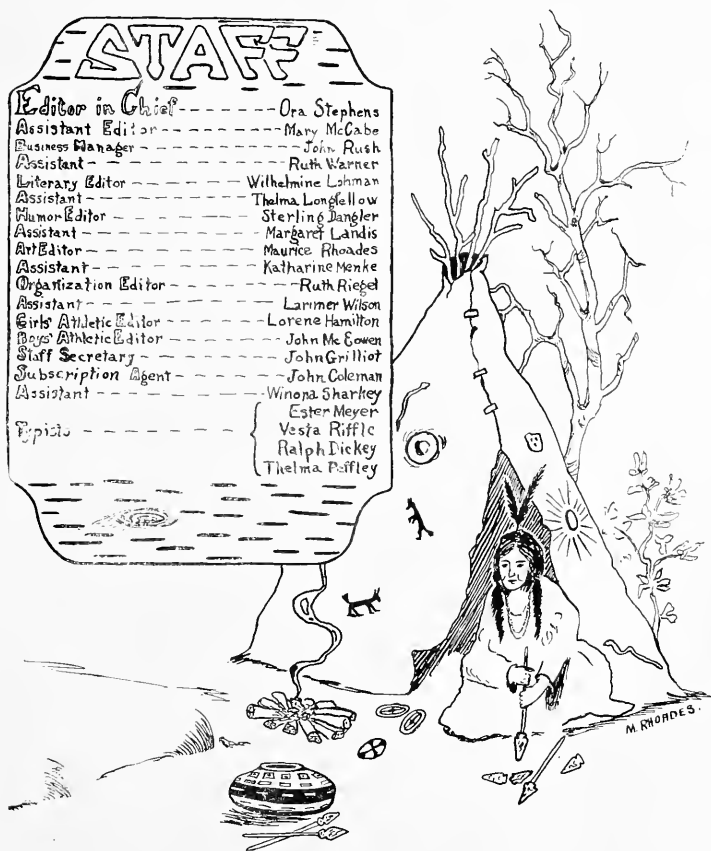 STAFF
Editor in Chief - - - - - - - Ora Stephens
Assistant Editor - - - - - - - - Mary McCabe
Business Manager - - - - - - - - John Rush
Assistant - - - - - - - - - - - Ruth Warner
Literary Editor - - - - - - Wilhelmine Lohman
Assistant - - - - - - - - - Thelma Longfellow
Humor Editor - - - - - - - Sterling Dangler
Assistant - - - - - - - - - Margaret Landis
Art Editor - - - - - - - - - Maurice Rhoades
Assistant - - - - - - - - - Katharine Menke
Organization Editor - - - - - - - Ruth Riegel
Assistant - - - - - - - - - - Larimer Wilson
Girls' Athletic Editor - - - - Lorene Hamilton
Boys' Athletic Editor - - - - - John McEowen
Staff Secretary - - - - - - - - John Grilliot
Subscription Agent - - - - - - - John Coleman
Assistant - - - - - - - - - - Winona Sharkey
Ester Meyer
Typists - - - - - - - - Vesta Riffle
Ralph Dickey
Thelma Peffley
M. RHOADES.